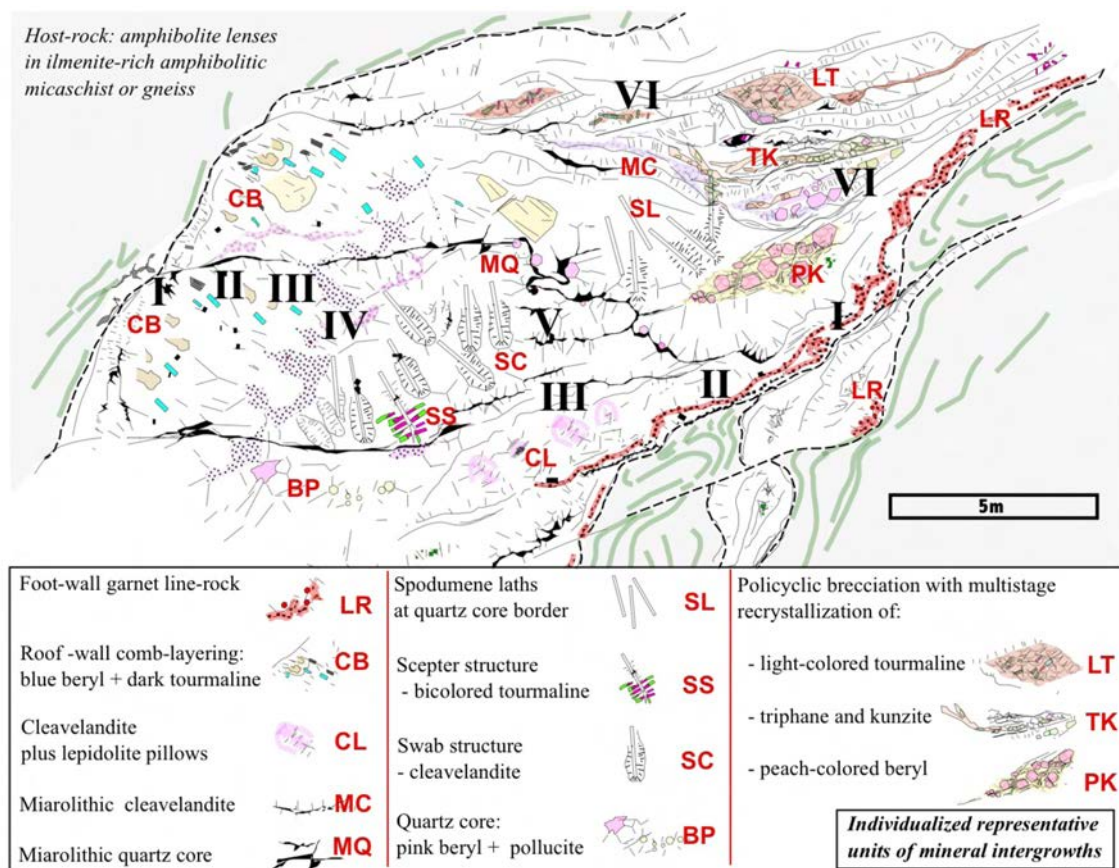 Host-rock: amphibolite lenses
in ilmenite-rich amphibolitic
micaschist or gneiss
LT
VI
LR
TK
MC
VI
CB
SL
MQ
PK
I
II
III
CB
IV
V
I
SC
III
II
SS
LR
CL
BP
5m
Foot-wall garnet line-rock
LR
Roof -wall comb-layering:
blue beryl + dark tourmaline
CB
Cleavelandite
plus lepidolite pillows
CL
Miarolithic cleavelandite
MC
Miarolithic quartz core
MQ
Spodumene laths
at quartz core border
SL
Scepter structure
- bicolored tourmaline
SS
Swab structure
- cleavelandite
SC
Quartz core:
pink beryl + pollucite
BP
Policyclic brecciation with multistage
recrystallization of:
- light-colored tourmaline
LT
- triphane and kunzite
TK
- peach-colored beryl
PK
Individualized representative
units of mineral intergrowths